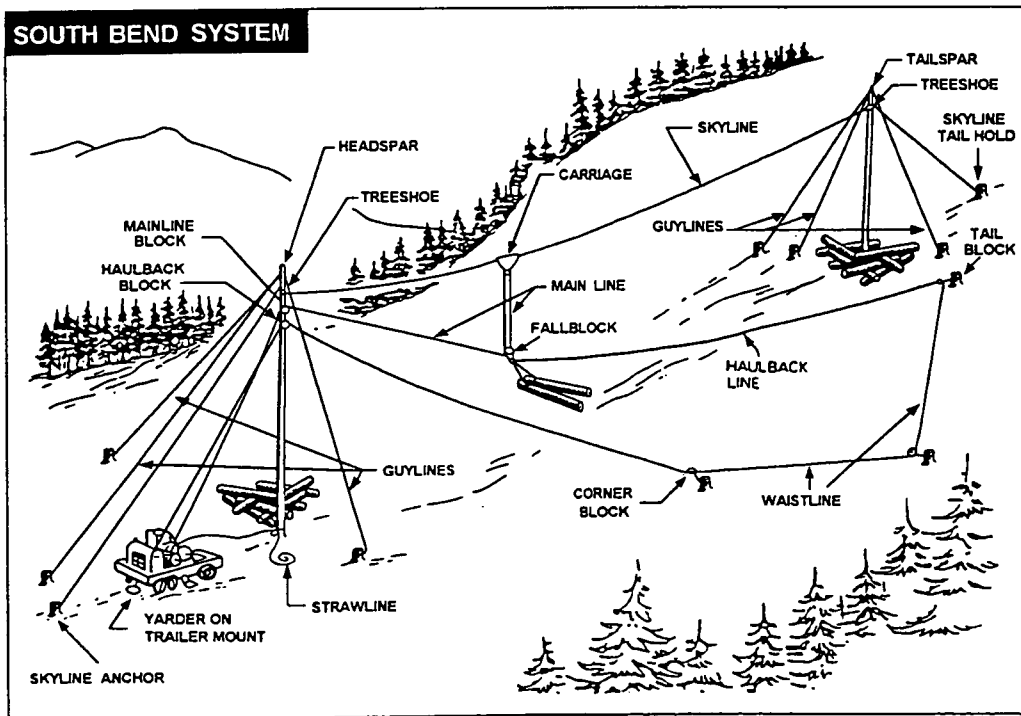 SOUTH BEND SYSTEM
TAILSPAR
TREESHOE
SKYLINE
TAIL HOLD
SKYLINE
HEADSPAR
CARRIAGE
TREESHOE
MAINLINE
BLOCK
HAULBACK
BLOCK
GUYLINES
TAIL
BLOCK
MAIN LINE
FALLBLOCK
HAULBACK
LINE
GUYLINES
CORNER
BLOCK
WAISTLINE
STRAWLINE
YARDER ON
TRAILER MOUNT
SKYLINE ANCHOR